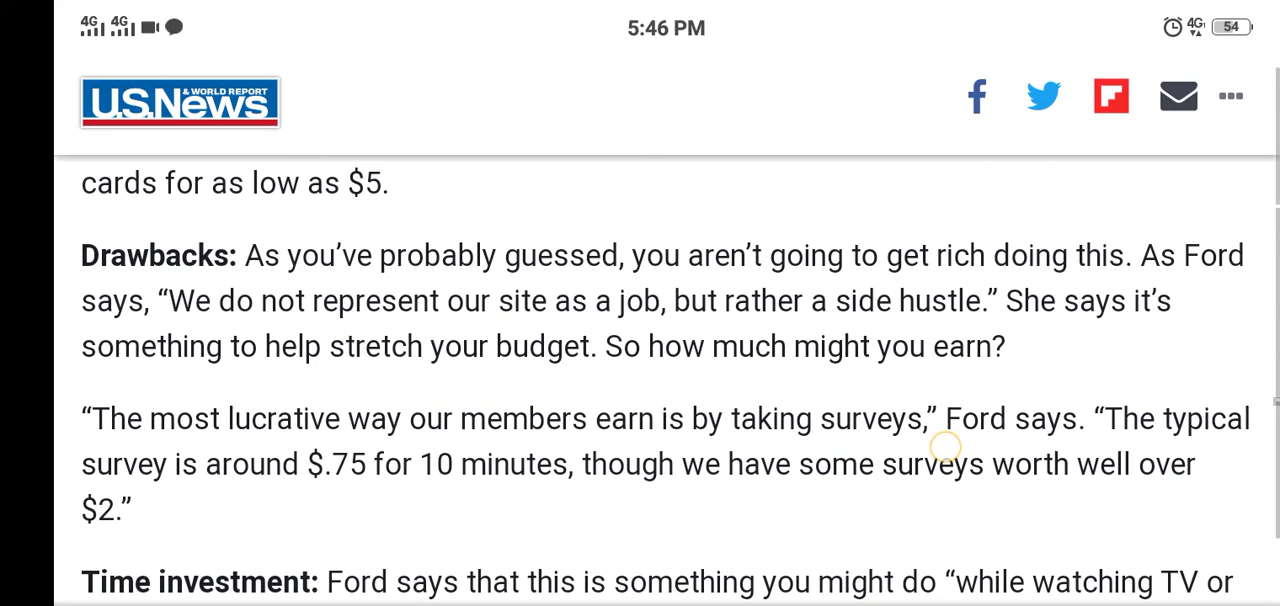 4G 4G 5:46 PM 4G 54
U.S.News & WORLD REPORT
cards for as low as $5.
Drawbacks: As you’ve probably guessed, you aren’t going to get rich doing this. As Ford
says, “We do not represent our site as a job, but rather a side hustle.” She says it’s
something to help stretch your budget. So how much might you earn?
“The most lucrative way our members earn is by taking surveys,” Ford says. “The typical
survey is around $.75 for 10 minutes, though we have some surveys worth well over
$2.”
Time investment: Ford says that this is something you might do “while watching TV or